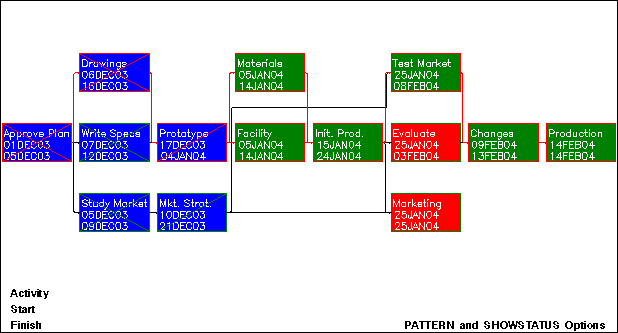 Drawings
06DEC03
16DEC03
Materials
05JAN04
14JAN04
Test Market
25JAN04
08FEB04
Approve Plan
01DEC03
05DEC03
Write Specs
07DEC03
12DEC03
Prototype
17DEC03
04JAN04
Facility
05JAN04
14JAN04
Init. Prod.
15JAN04
24JAN04
Evaluate
25JAN04
03FEB04
Changes
09FEB04
13FEB04
Production
14FEB04
14FEB04
Study Market
05DEC03
09DEC03
Mkt. Strat.
10DEC03
21DEC03
Marketing
25JAN04
25JAN04
Activity
Start
Finish
PATTERN and SHOWSTATUS Options